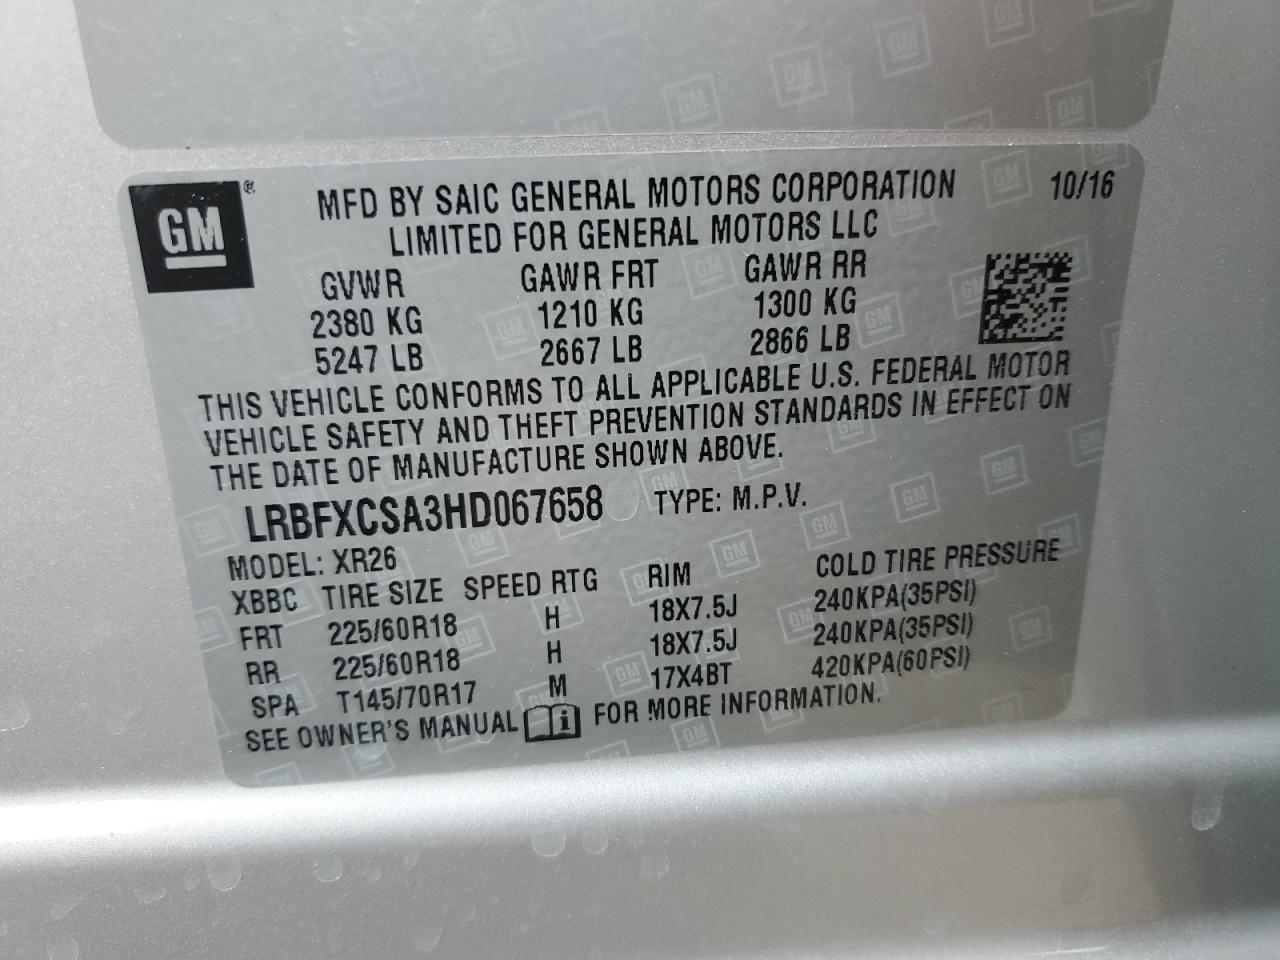 GM ®
MFD BY SAIC GENERAL MOTORS CORPORATION 10/16
LIMITED FOR GENERAL MOTORS LLC
GVWR GAWR FRT GAWR RR
2380 KG 1210 KG 1300 KG
5247 LB 2667 LB 2866 LB
THIS VEHICLE CONFORMS TO ALL APPLICABLE U.S. FEDERAL MOTOR
VEHICLE SAFETY AND THEFT PREVENTION STANDARDS IN EFFECT ON
THE DATE OF MANUFACTURE SHOWN ABOVE.
LRBFXCSA3HD067658 TYPE: M.P.V.
MODEL: XR26
XBBC TIRE SIZE SPEED RTG RIM COLD TIRE PRESSURE
FRT 225/60R18 H 18X7.5J 240KPA(35PSI)
RR 225/60R18 H 18X7.5J 240KPA(35PSI)
SPA T145/70R17 M 17X4BT 420KPA(60PSI)
SEE OWNER'S MANUAL i FOR MORE INFORMATION.